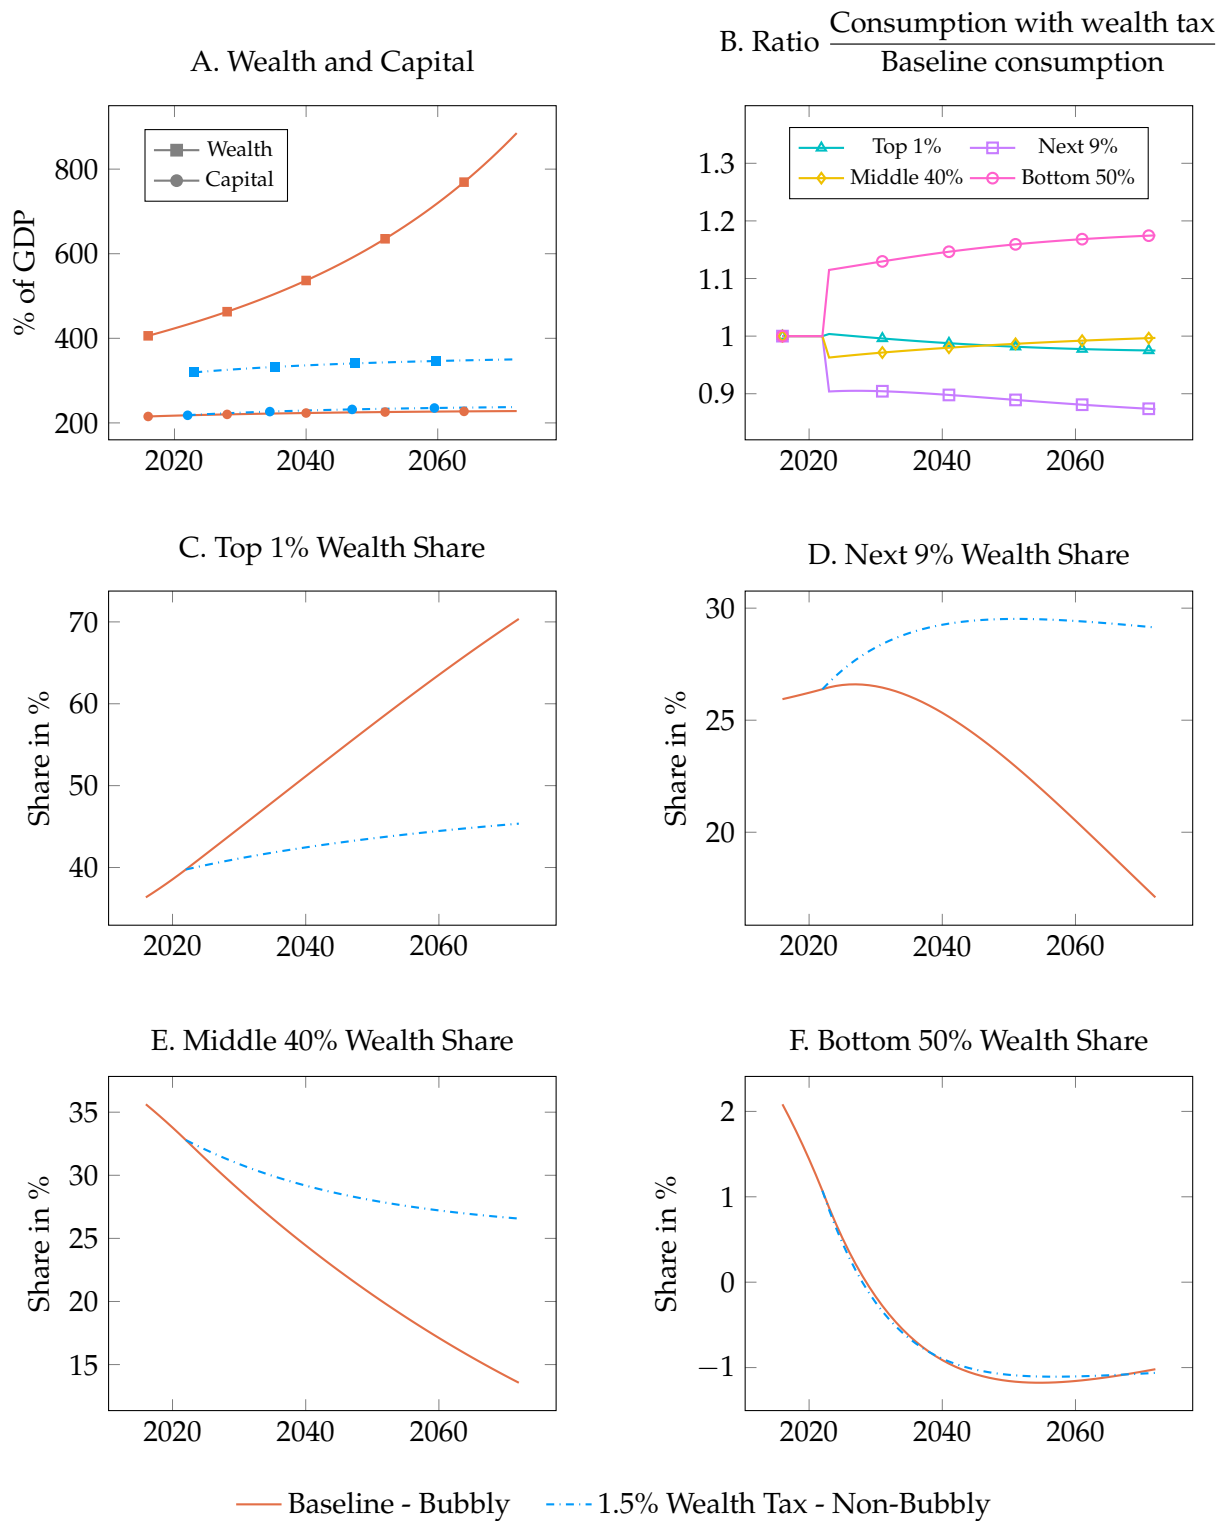 A. Wealth and Capital
B. Ratio Consumption with wealth tax
Baseline consumption
Wealth
Capital
% of GDP
800
600
400
200
2020 2040 2060
Top 1% Next 9%
Middle 40% Bottom 50%
1.3
1.2
1.1
1
0.9
2020 2040 2060
C. Top 1% Wealth Share
Share in %
70
60
50
40
2020 2040 2060
D. Next 9% Wealth Share
Share in %
30
25
20
2020 2040 2060
E. Middle 40% Wealth Share
Share in %
35
30
25
20
15
2020 2040 2060
F. Bottom 50% Wealth Share
Share in %
2
1
0
−1
2020 2040 2060
Baseline - Bubbly 1.5% Wealth Tax - Non-Bubbly